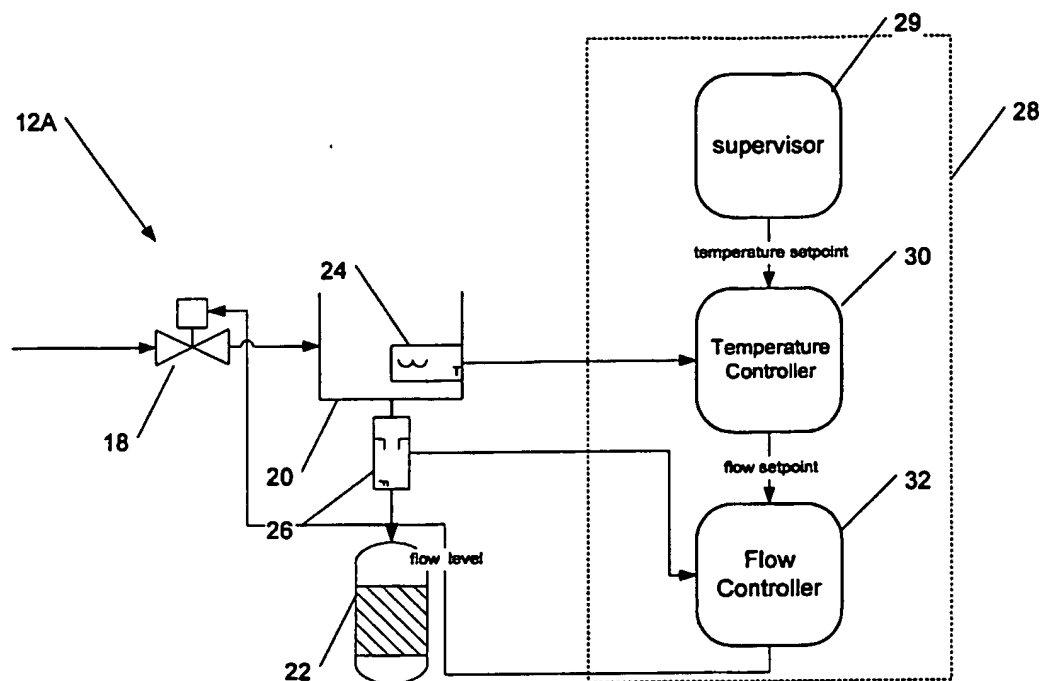 29
28
12A
supervisor
temperature setpoint
24
30
T
Temperature
Controller
18
20
flow setpoint
32
F
26
flow level
Flow
Controller
22